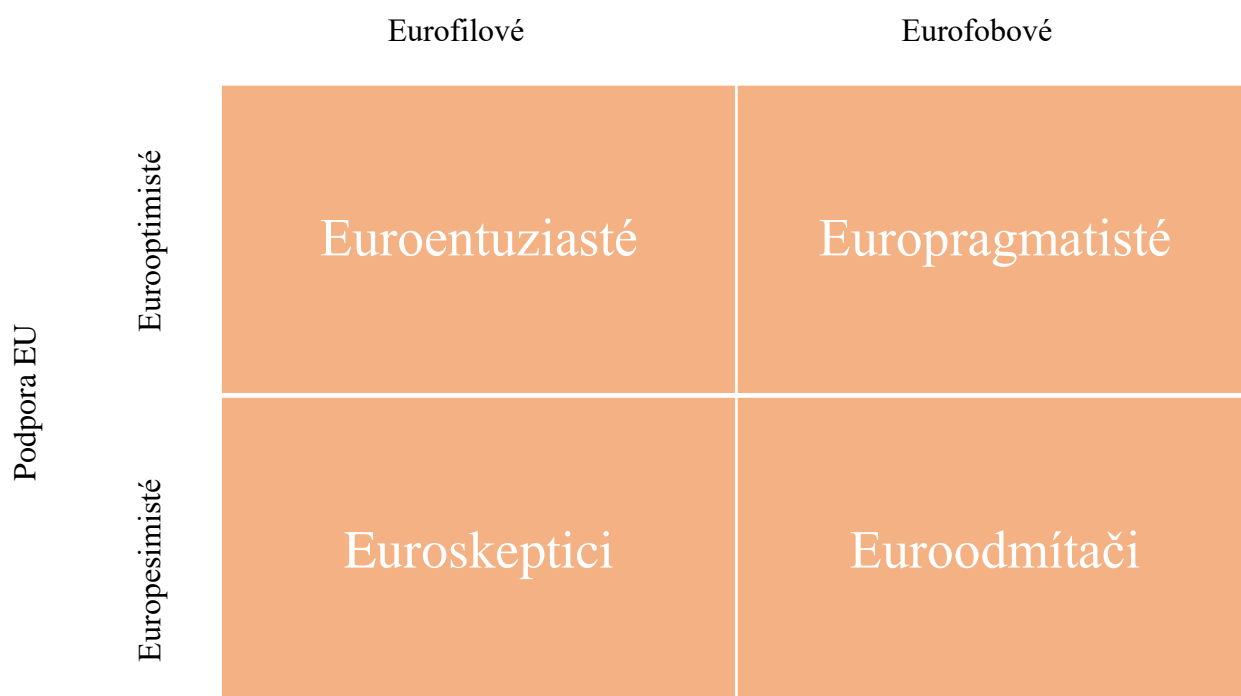 Eurofilové Eurofobové
Eurooptimisté
Euroentuziasté Europragmatisté
Podpora EU
Europesimisté
Euroskeptici Euroodmítači